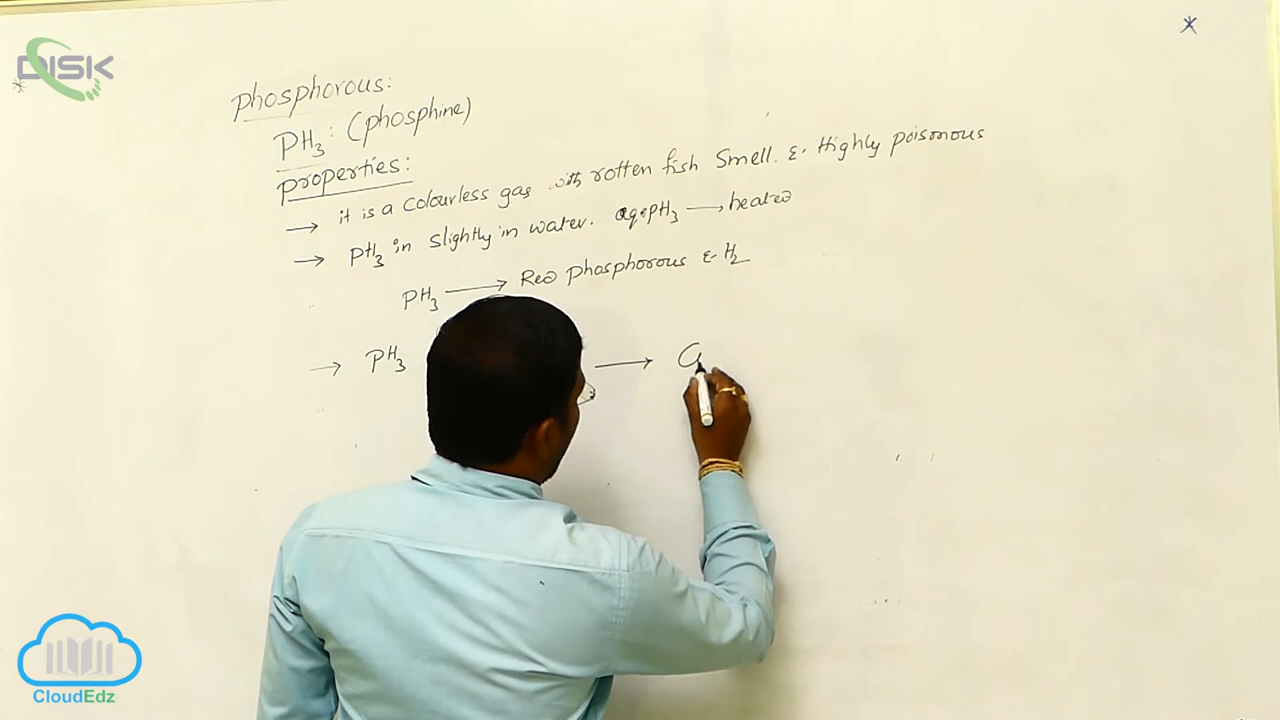 DISK
phosphorous:
PH3: (phosphine)
properties:
→ it is a colourless gas with rotten fish smell. & Highly poisonous
→ PH3 in slightly in water. aq.PH3 → heated
PH3 → Red phosphorous & H2
→ PH3 → C
CloudEdz